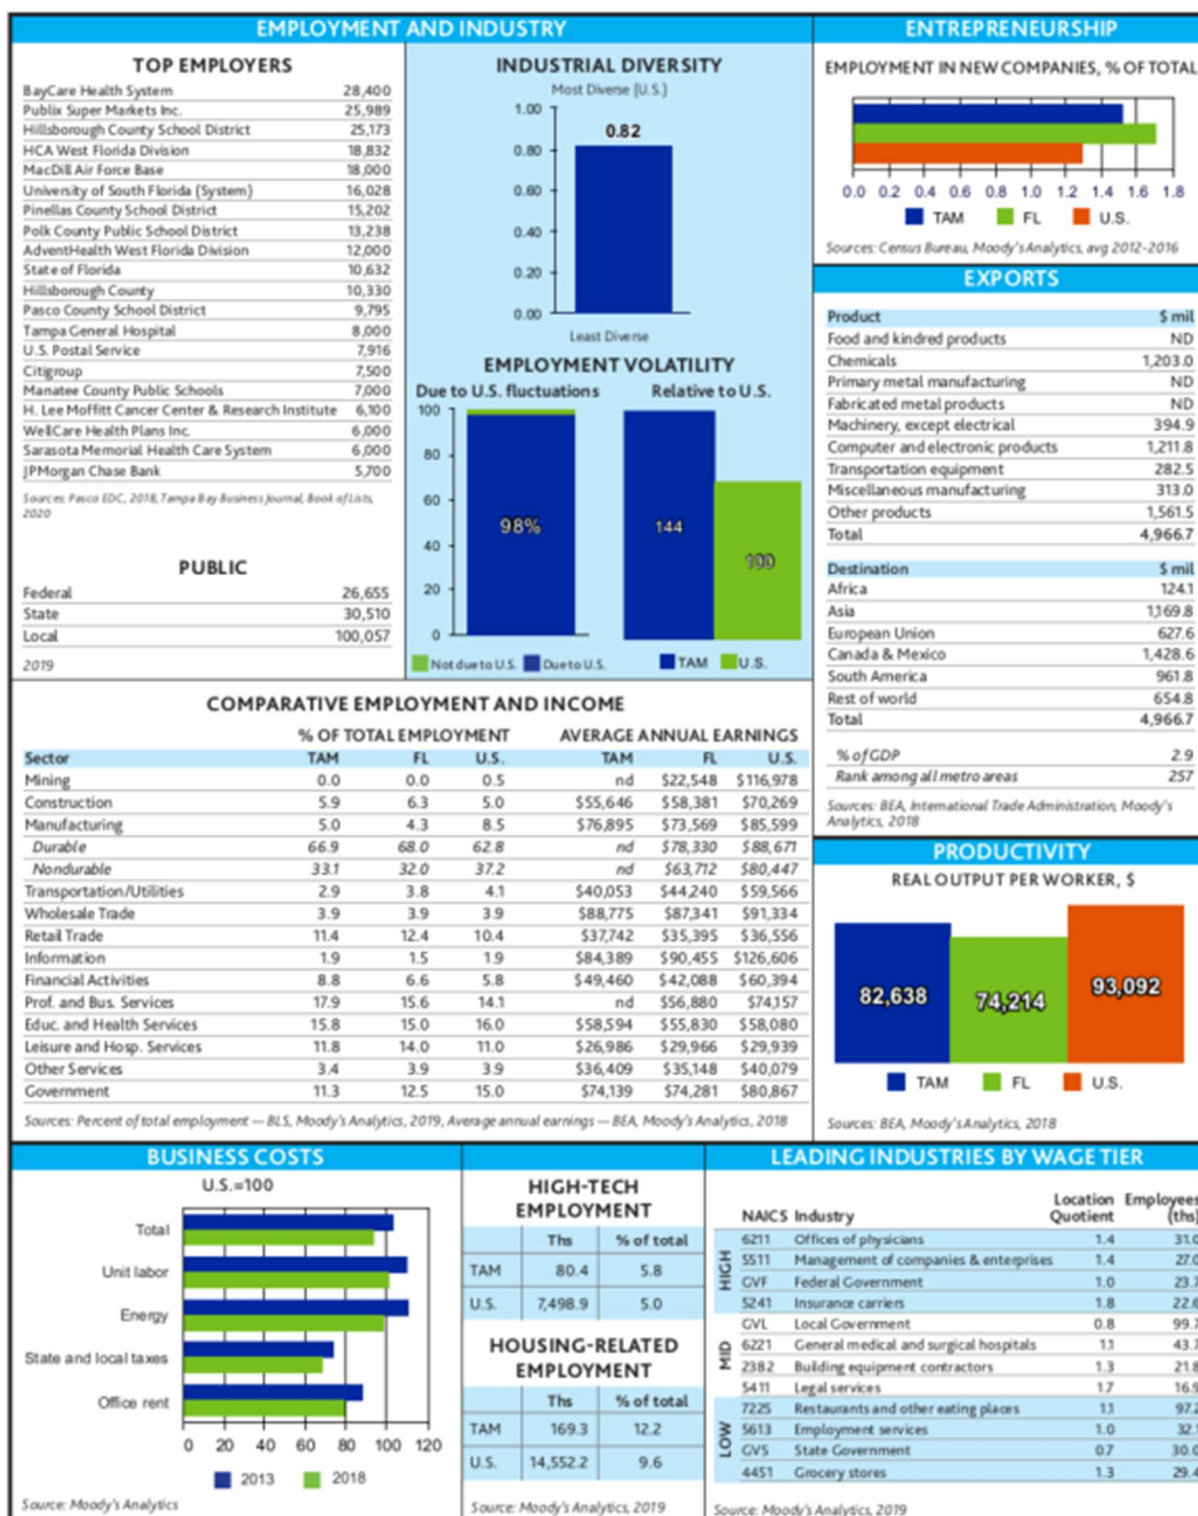 EMPLOYMENT AND INDUSTRY
TOP EMPLOYERS
BayCare Health System 28,400
Publix Super Markets Inc. 25,989
Hillsborough County School District 25,173
HCA West Florida Division 18,832
MacDill Air Force Base 18,000
University of South Florida (System) 16,028
Pinellas County School District 15,202
Polk County Public School District 13,238
AdventHealth West Florida Division 12,000
State of Florida 10,632
Hillsborough County 10,330
Pasco County School District 9,795
Tampa General Hospital 8,000
U.S. Postal Service 7,916
Citigroup 7,500
Manatee County Public Schools 7,000
H. Lee Moffitt Cancer Center & Research Institute 6,100
WellCare Health Plans Inc. 6,000
Sarasota Memorial Health Care System 6,000
JPMorgan Chase Bank 5,700
Sources: Pasco EDC, 2018, Tampa Bay Business Journal, Book of Lists,
2020
PUBLIC
Federal 26,655
State 30,510
Local 100,057
2019
INDUSTRIAL DIVERSITY
Most Diverse (U.S.)
1.00
0.82
0.80
0.60
0.40
0.20
0.00
Least Diverse
EMPLOYMENT VOLATILITY
Due to U.S. fluctuations Relative to U.S.
100
80
60
98% 144
100
40
20
0
Not due to U.S. Due to U.S. TAM U.S.
ENTREPRENEURSHIP
EMPLOYMENT IN NEW COMPANIES, % OF TOTAL
0.0 0.2 0.4 0.6 0.8 1.0 1.2 1.4 1.6 1.8
TAM FL U.S.
Sources: Census Bureau, Moody's Analytics, avg 2012-2016
EXPORTS
Product $ mil
Food and kindred products ND
Chemicals 1,203.0
Primary metal manufacturing ND
Fabricated metal products ND
Machinery, except electrical 394.9
Computer and electronic products 1,211.8
Transportation equipment 282.5
Miscellaneous manufacturing 313.0
Other products 1,561.5
Total 4,966.7
Destination $ mil
Africa 124.1
Asia 1,169.8
European Union 627.6
Canada & Mexico 1,428.6
South America 961.8
Rest of world 654.8
Total 4,966.7
% of GDP 2.9
Rank among all metro areas 257
Sources: BEA, International Trade Administration, Moody's
Analytics, 2018
COMPARATIVE EMPLOYMENT AND INCOME
% OF TOTAL EMPLOYMENT AVERAGE ANNUAL EARNINGS
Sector TAM FL U.S. TAM FL U.S.
Mining 0.0 0.0 0.5 nd $22,548 $116,978
Construction 5.9 6.3 5.0 $55,646 $58,381 $70,269
Manufacturing 5.0 4.3 8.5 $76,895 $73,569 $85,599
Durable 66.9 68.0 62.8 nd $78,330 $88,671
Nondurable 33.1 32.0 37.2 nd $63,712 $80,447
Transportation/Utilities 2.9 3.8 4.1 $40,053 $44,240 $59,566
Wholesale Trade 3.9 3.9 3.9 $88,775 $87,341 $91,334
Retail Trade 11.4 12.4 10.4 $37,742 $35,395 $36,556
Information 1.9 1.5 1.9 $84,389 $90,455 $126,606
Financial Activities 8.8 6.6 5.8 $49,460 $42,088 $60,394
Prof. and Bus. Services 17.9 15.6 14.1 nd $56,880 $74,157
Educ. and Health Services 15.8 15.0 16.0 $58,594 $55,830 $58,080
Leisure and Hosp. Services 11.8 14.0 11.0 $26,986 $29,966 $29,939
Other Services 3.4 3.9 3.9 $36,409 $35,148 $40,079
Government 11.3 12.5 15.0 $74,139 $74,281 $80,867
Sources: Percent of total employment — BLS, Moody's Analytics, 2019, Average annual earnings — BEA, Moody's Analytics, 2018
PRODUCTIVITY
REAL OUTPUT PER WORKER, $
82,638 74,214 93,092
TAM FL U.S.
Sources: BEA, Moody's Analytics, 2018
BUSINESS COSTS
U.S.=100
Total
Unit labor
Energy
State and local taxes
Office rent
0 20 40 60 80 100 120
2013 2018
Source: Moody's Analytics
HIGH-TECH
EMPLOYMENT
Ths % of total
TAM 80.4 5.8
U.S. 7,498.9 5.0
HOUSING-RELATED
EMPLOYMENT
Ths % of total
TAM 169.3 12.2
U.S. 14,552.2 9.6
Source: Moody's Analytics, 2019
LEADING INDUSTRIES BY WAGE TIER
Location Employees
NAICS Industry Quotient (ths)
HIGH
6211 Offices of physicians 1.4 31.0
5511 Management of companies & enterprises 1.4 27.0
GVF Federal Government 1.0 23.7
5241 Insurance carriers 1.8 22.6
MID
GVL Local Government 0.8 99.7
6221 General medical and surgical hospitals 1.1 43.7
2382 Building equipment contractors 1.3 21.8
5411 Legal services 1.7 16.9
LOW
7225 Restaurants and other eating places 1.1 97.2
5613 Employment services 1.0 32.1
GVS State Government 0.7 30.0
4451 Grocery stores 1.3 29.4
Source: Moody's Analytics, 2019